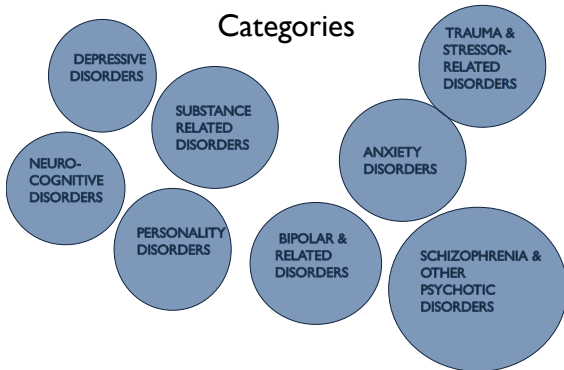 Categories
DEPRESSIVE
DISORDERS
SUBSTANCE
RELATED
DISORDERS
NEURO-
COGNITIVE
DISORDERS
PERSONALITY
DISORDERS
BIPOLAR &
RELATED
DISORDERS
TRAUMA &
STRESSOR-
RELATED
DISORDERS
ANXIETY
DISORDERS
SCHIZOPHRENIA &
OTHER
PSYCHOTIC
DISORDERS